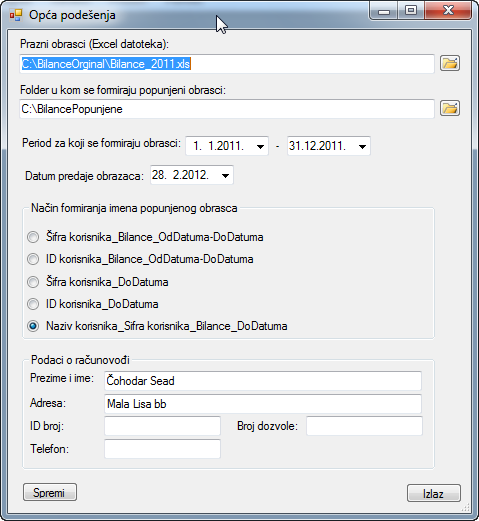 Opća podešenja
Prazni obrasci (Excel datoteka):
C:\BilanceOrginal\Bilance_2011.xls
Folder u kom se formiraju popunjeni obrasci:
C:\BilancePopunjene
Period za koji se formiraju obrasci: 1. 1.2011. - 31.12.2011.
Datum predaje obrazaca: 28. 2.2012.
Način formiranja imena popunjenog obrasca
Šifra korisnika_Bilance_OdDatuma-DoDatuma
ID korisnika_Bilance_OdDatuma-DoDatuma
Šifra korisnika_DoDatuma
ID korisnika_DoDatuma
Naziv korisnika_Sifra korisnika_Bilance_DoDatuma
Podaci o računovođi
Prezime i ime: Čohodar Sead
Adresa: Mala Lisa bb
ID broj: Broj dozvole:
Telefon:
Spremi Izlaz